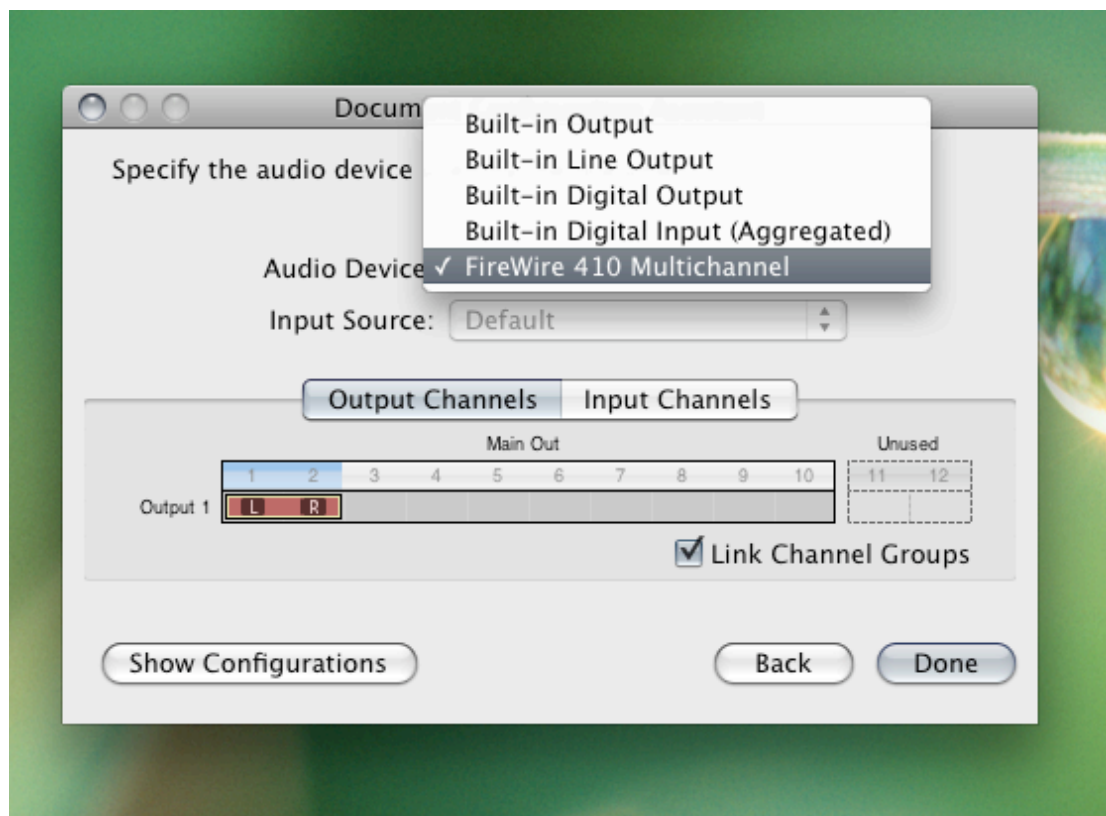 Docum
Built-in Output
Built-in Line Output
Specify the audio device
Built-in Digital Output
Built-in Digital Input (Aggregated)
Audio Device
✓ FireWire 410 Multichannel
Input Source: Default
Output Channels Input Channels
Main Out Unused
1 2 3 4 5 6 7 8 9 10 11 12
Output 1 L R
Link Channel Groups
Show Configurations Back Done